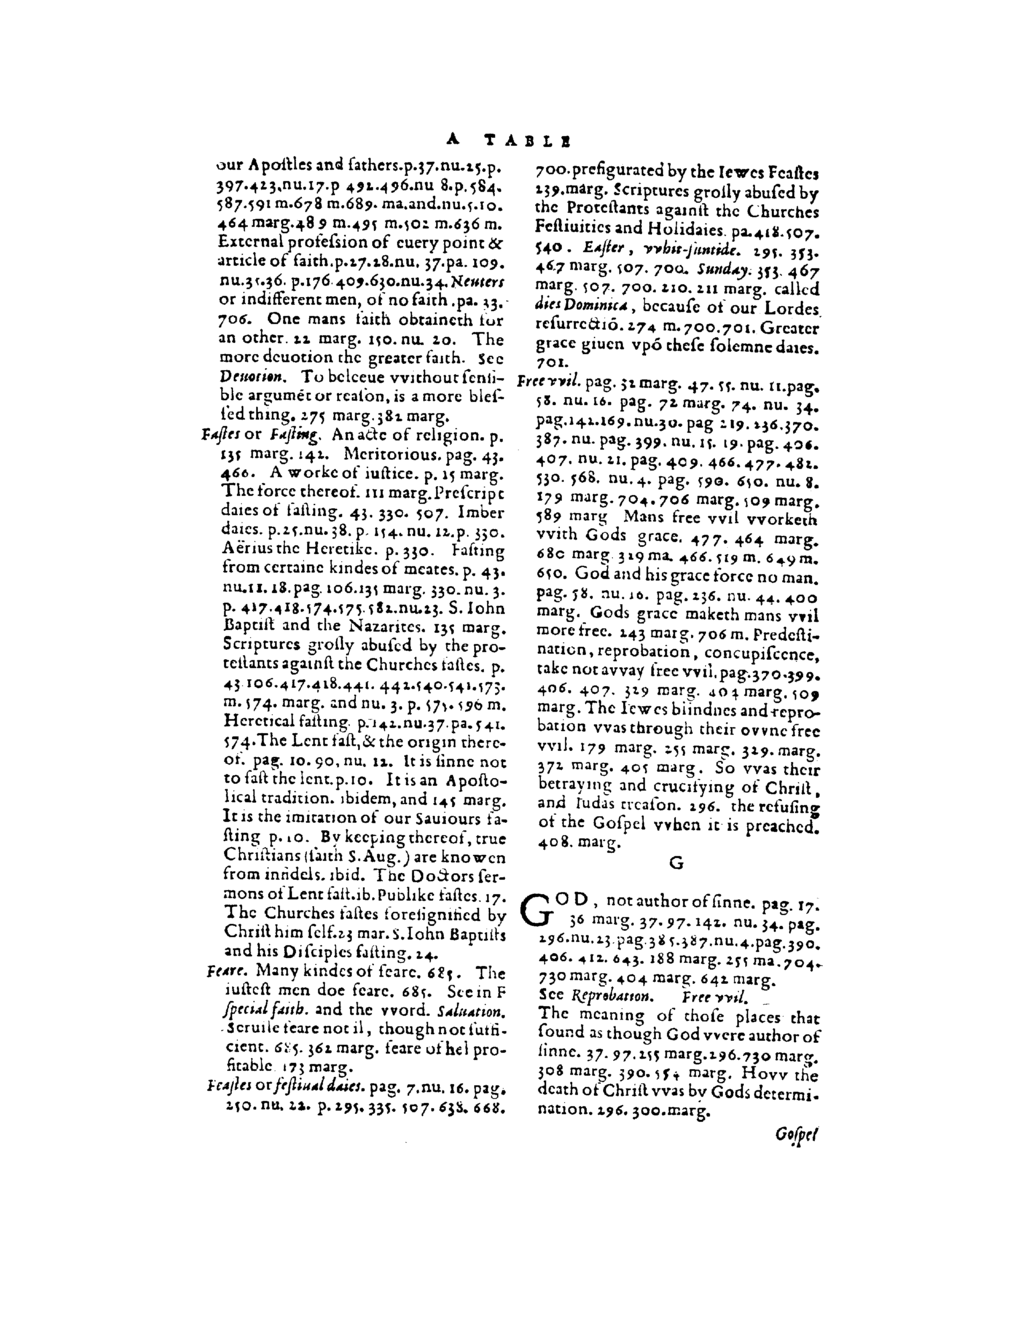 A TABLE
our Apoſtles and fathers.p.37.nu.25.p.
397.423.nu.17.p 492.496.nu 8.p.584.
587.591 m.678 m.689. ma.and.nu.5.10.
464 marg.489 m.495 m.502 m.636 m.
External profeſsion of euery point &
article of faith.p.27.28.nu. 37.pa. 109.
nu.35.36. p.176 409.630.nu.34. Neuters
or indifferent men, of no faith .pa. 33.
706. One mans faith obtaineth for
an other. 22 marg. 150. nu. 20. The
more deuotion the greater faith. See
Deuotion. To beleeue vvithout ſenſi-
ble argumēt or reaſon, is a more bleſ-
ſed thing. 275 marg.382 marg.
Faſtes or Faſting. An acte of religion. p.
135 marg. 142. Meritorious. pag. 43.
466. A worke of iuſtice. p. 15 marg.
The force thereof. 111 marg. Preſcript
daies of faſting. 43. 330. 507. Imber
daies. p.25.nu.38. p. 154. nu. 12.p. 330.
Aërius the Heretike. p. 330. Faſting
from certaine kindes of meates. p. 43.
nu.11. 18.pag. 106.135 marg. 330. nu. 3.
p. 417.418.574.575.582.nu.23. S. Iohn
Baptiſt and the Nazarites. 135 marg.
Scriptures groſly abuſed by the pro-
teſtants againſt the Churches faſtes. p.
43 106.417.418.441. 442.540.541.573.
m. 574. marg. and nu. 3. p. 575. 596 m.
Heretical faſting. p.142.nu.37.pa.541.
574.The Lent faſt,& the origin there-
of. pag. 10. 90, nu. 12. It is ſinne not
to faſt the lent.p.10. It is an Apoſto-
lical tradition. ibidem, and 145 marg.
It is the imitation of our Sauiours fa-
ſting p. 10. By keeping thereof, true
Chriſtians (faith S.Aug.) are knowen
from infidels. ibid. The Doctors ſer-
mons of Lent faſt.ib.Publike faſtes. 17.
The Churches faſtes foreſignified by
Chriſt him ſelf.23 mar. S.Iohn Baptiſts
and his Diſciples faſting. 24.
Feare. Many kindes of feare. 685. The
iuſteſt men doe feare. 685. See in F
ſpecial faith. and the vvord. Saluation.
Seruile feare not il, though not ſuffi-
cient. 685. 362 marg. feare of hel pro-
fitable 173 marg.
Feaſtes or feſtiual daies. pag. 7.nu. 16. pag.
250. nu. 22. p. 295. 335. 507. 638. 668.
700.prefigurated by the Iewes Feaſtes
239.marg. Scriptures groſly abuſed by
the Proteſtants againſt the Churches
Feſtiuities and Holidaies. pa.418.507.
540. Eaſter, vvhit-ſuntide. 295. 353.
467 marg. 507. 700. Sunday. 353. 467
marg. 507. 700. 210. 211 marg. called
dies Dominica, becauſe of our Lordes
reſurrectiō. 274 m. 700.701. Greater
grace giuen vpō theſe ſolemne daies.
701.
Free vvil. pag. 32 marg. 47. 55. nu. 11.pag.
58. nu. 16. pag. 72 marg. 74. nu. 34.
pag.142.169.nu.30. pag 219.236.370.
387. nu. pag. 399. nu. 15. 19. pag. 406.
407. nu. 21. pag. 409. 466. 477. 482.
530. 568. nu. 4. pag. 590. 650. nu. 8.
179 marg. 704. 706 marg. 509 marg.
589 marg Mans free vvil vvorketh
vvith Gods grace. 477. 464 marg.
680 marg 319 ma. 466. 519 m. 649 m.
650. God and his grace force no man.
pag. 58. nu. 16. pag. 236. nu. 44. 400
marg. Gods grace maketh mans vvil
more free. 243 marg. 706 m. Predeſti-
nation, reprobation, concupiſcence,
take not avvay free vvil.pag.370.399.
406. 407. 329 marg. 404 marg. 509
marg. The Iewes blindnes and repro-
bation vvas through their ovvne free
vvil. 179 marg. 255 marg. 329. marg.
372 marg. 405 marg. So vvas their
betraying and crucifying of Chriſt,
and Iudas treaſon. 296. the refuſing
of the Goſpel vvhen it is preached.
408. marg.
G
GOD, not author of ſinne. pag. 17.
36 marg. 37. 97. 142. nu. 34. pag.
296.nu.23.pag.385.387.nu.4.pag.390.
406. 412. 643. 188 marg. 255 ma.704.
730 marg. 404 marg. 642 marg.
See Reprobation. Free vvil.
The meaning of thoſe places that
ſound as though God vvere author of
ſinne. 37. 97.255 marg.296.730 marg.
308 marg. 390. 554 marg. Hovv the
death of Chriſt vvas by Gods determi-
nation. 296. 300.marg.
Goſpel